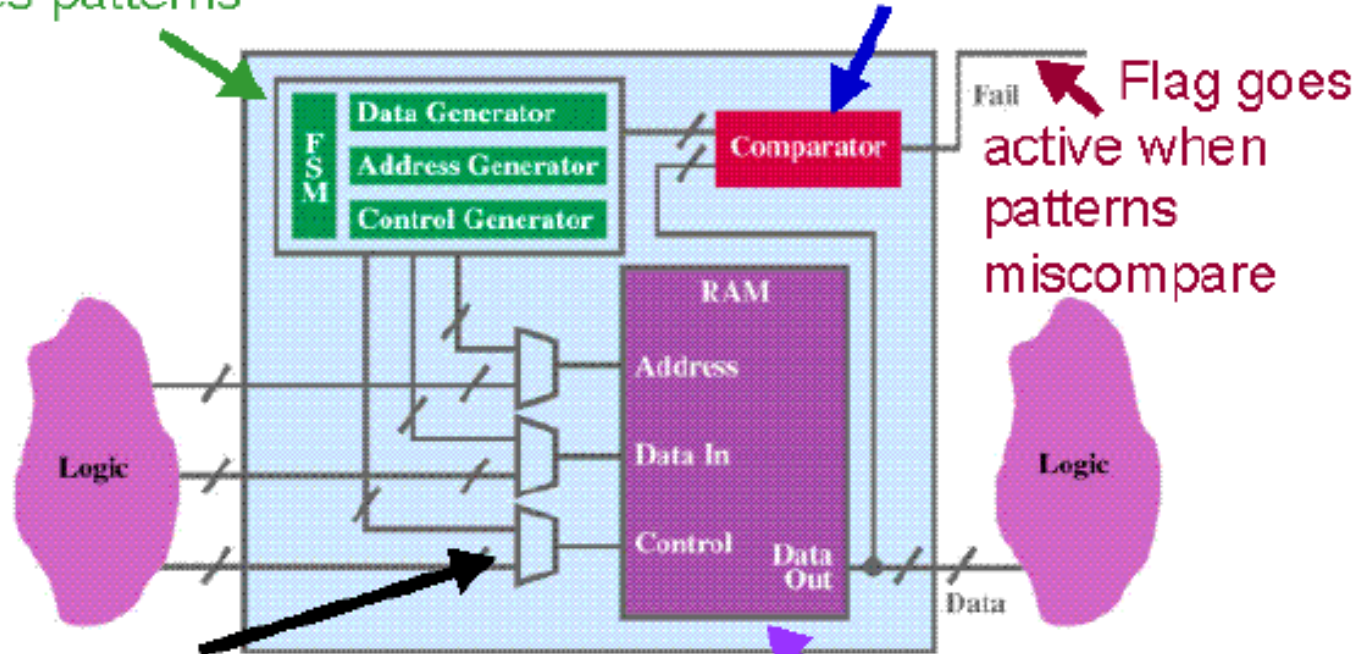 es patterns
Fail
Flag goes
active when
patterns
miscompare
F
S
M
Data Generator
Address Generator
Control Generator
Comparator
RAM
Address
Data In
Control
Data
Out
Logic
Logic
Data